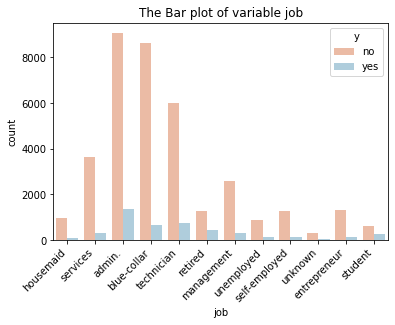 The Bar plot of variable job
y
no
yes
8000
6000
4000
2000
0
count
housemaid
services
admin.
blue-collar
technician
retired
management
unemployed
self-employed
unknown
entrepreneur
student
job